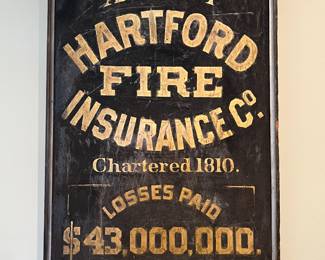 HARTFORD
FIRE
INSURANCE Co.
Chartered 1810.
LOSSES PAID
$43,000,000.